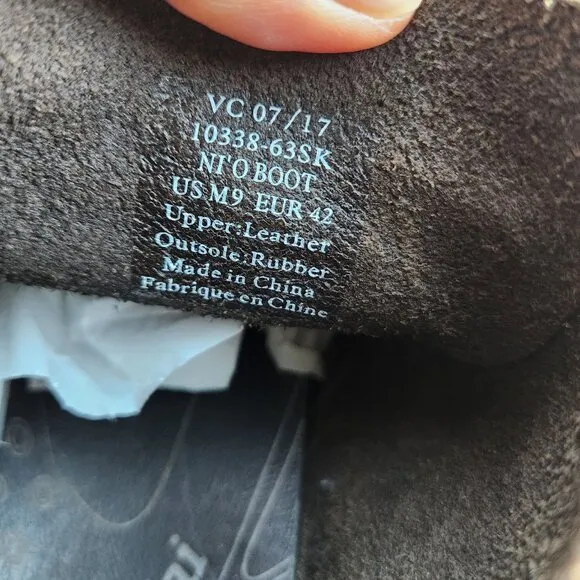 VC 07/17
10338-63SK
NI'O BOOT
US M9 EUR 42
Upper:Leather
Outsole:Rubber
Made in China
Fabrique en Chine